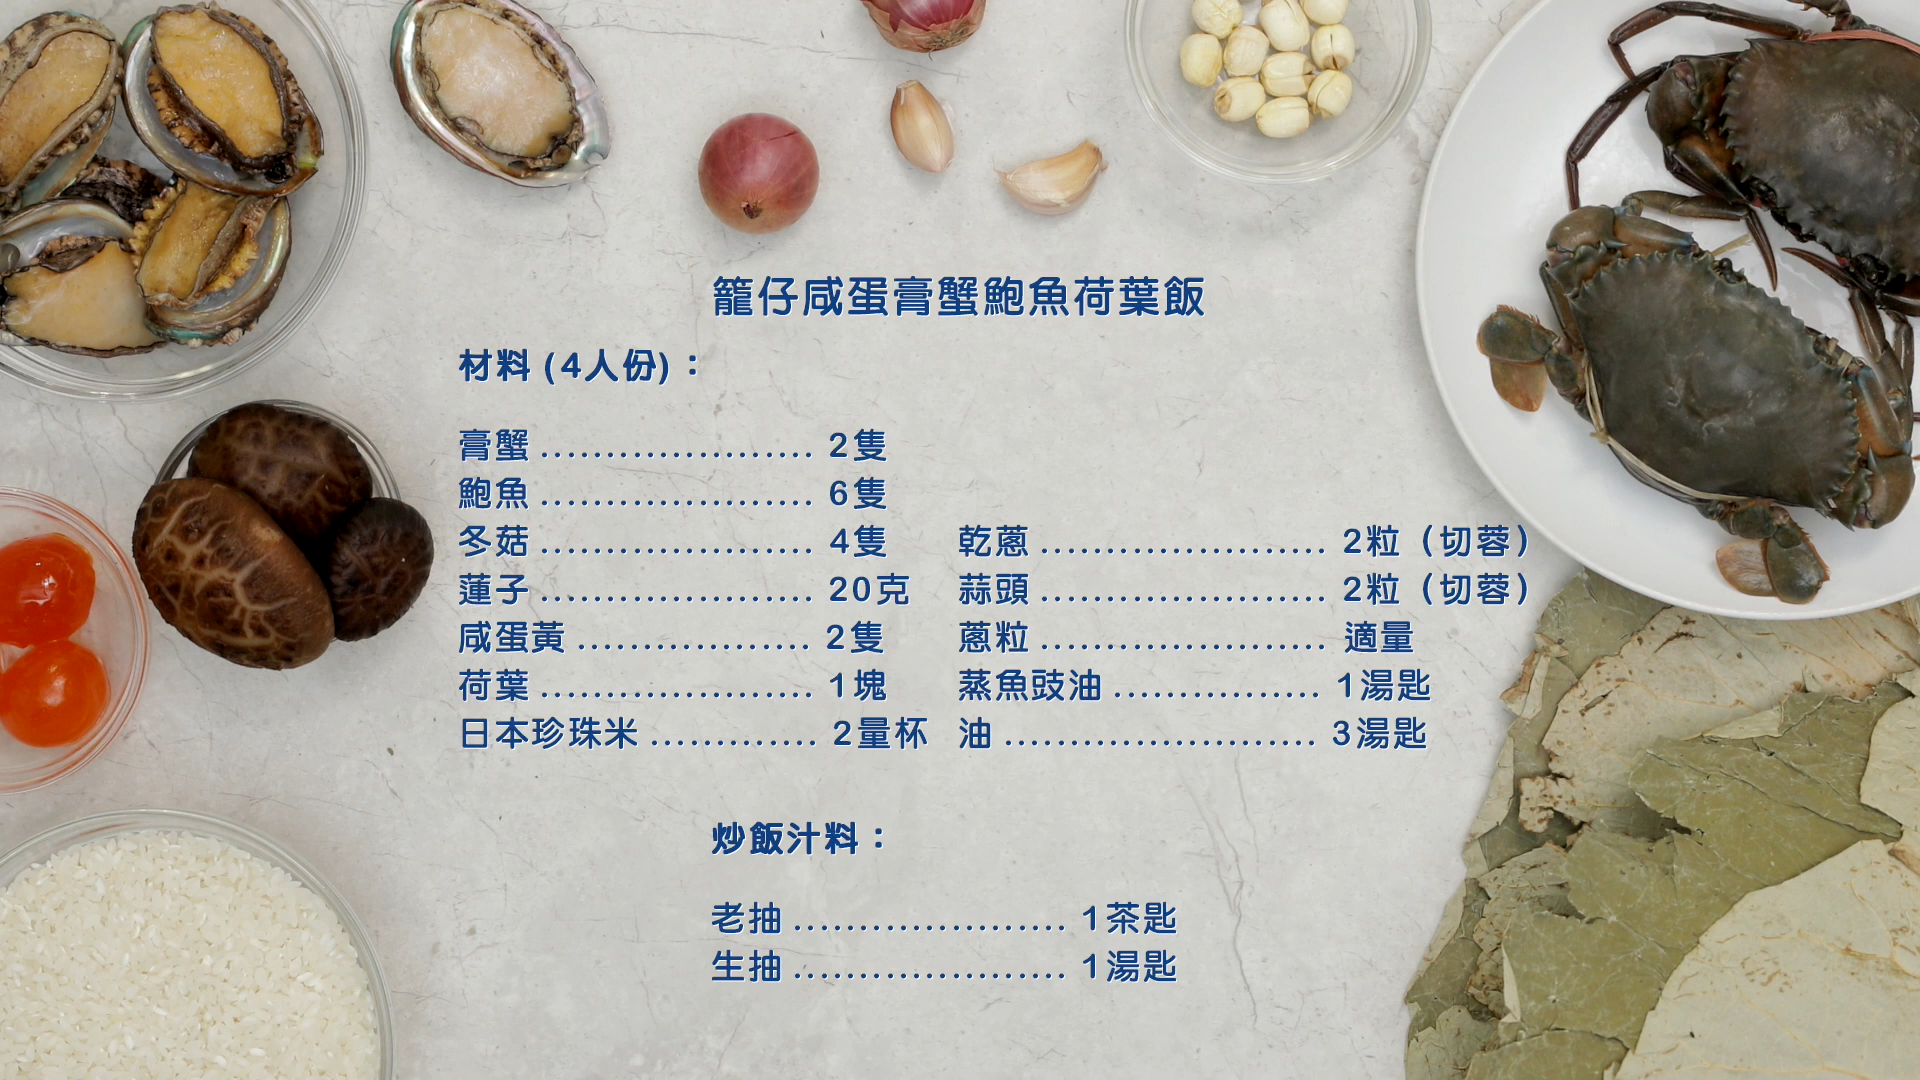 籠仔咸蛋膏蟹鮑魚荷葉飯
材料 (4人份)：
膏蟹 ..................... 2隻
鮑魚 ..................... 6隻
冬菇 ..................... 4隻
蓮子 ..................... 20克
咸蛋黃 .................. 2隻
荷葉 ..................... 1塊
日本珍珠米 ............. 2量杯
乾蔥 ...................... 2粒（切蓉）
蒜頭 ...................... 2粒（切蓉）
蔥粒 ...................... 適量
蒸魚豉油 ................ 1湯匙
油 ........................ 3湯匙
炒飯汁料：
老抽 ..................... 1茶匙
生抽 ..................... 1湯匙